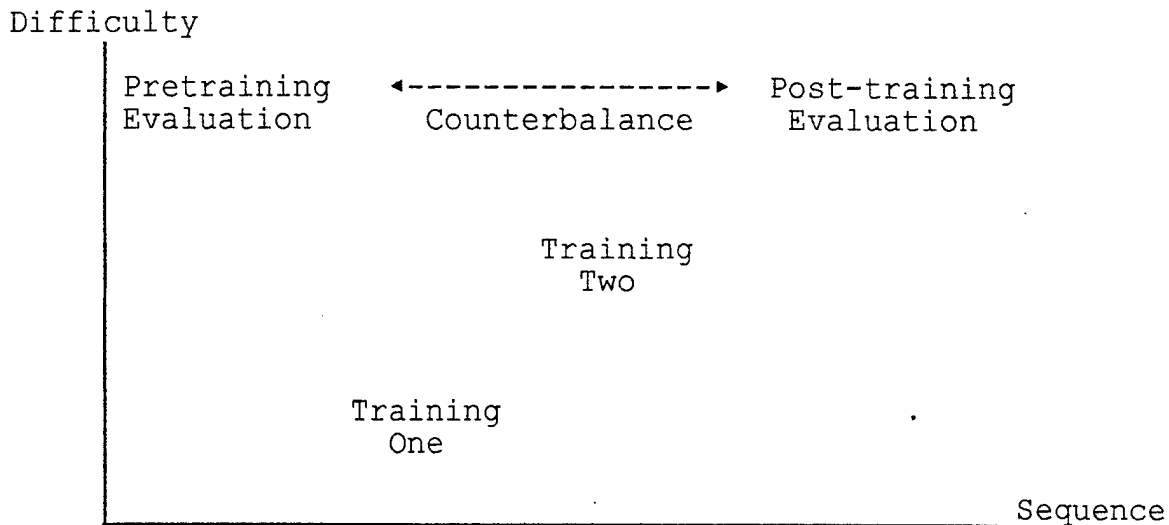 Difficulty
Pretraining Post-training
Evaluation Counterbalance Evaluation
Training
Two
Training
One
Sequence